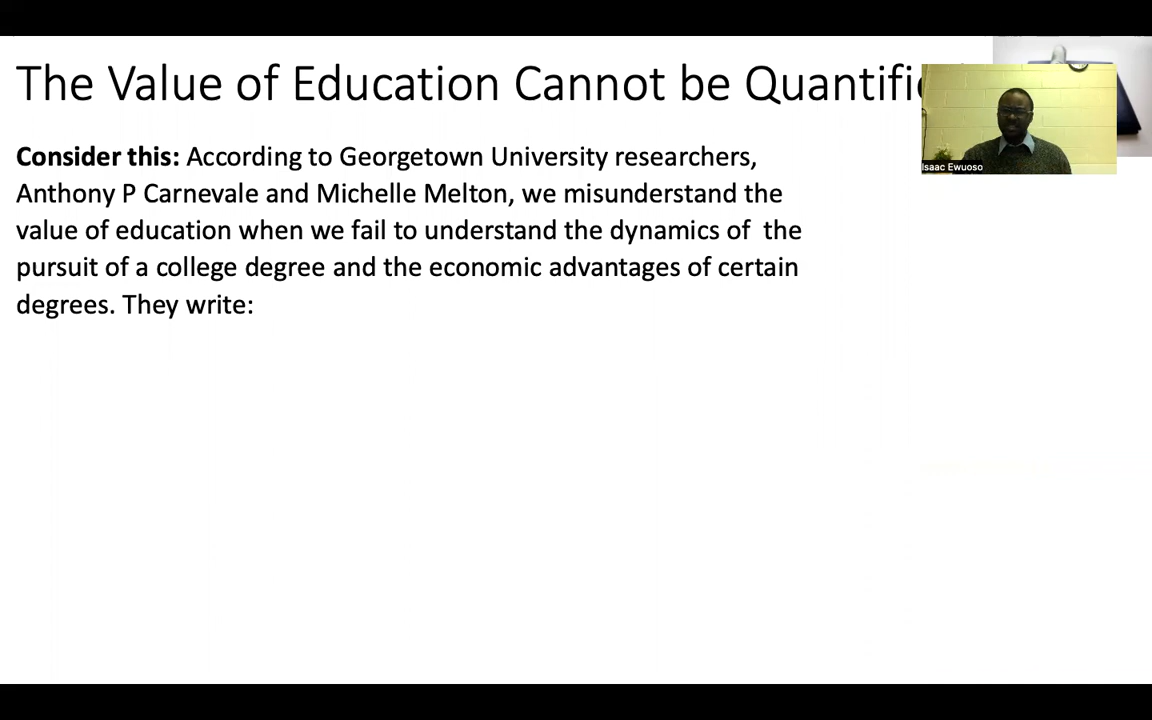 The Value of Education Cannot be Quantifie
Consider this: According to Georgetown University researchers,
Anthony P Carnevale and Michelle Melton, we misunderstand the
value of education when we fail to understand the dynamics of  the
pursuit of a college degree and the economic advantages of certain
degrees. They write:
Isaac Ewuoso